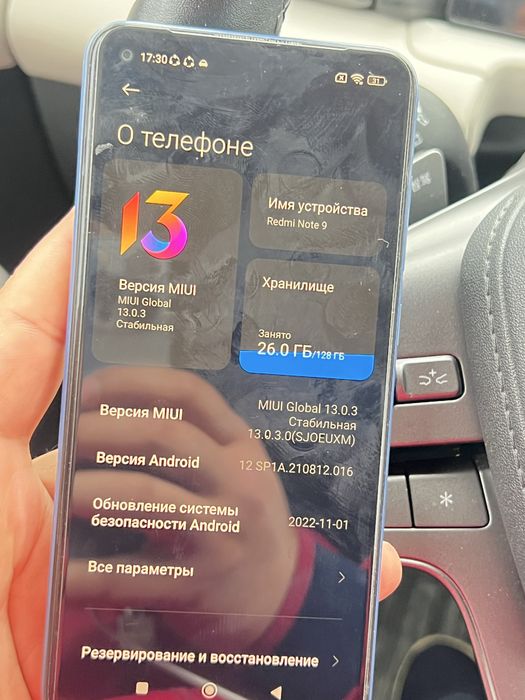 17:30
31
О телефоне
13
Версия MIUI
MIUI Global
13.0.3
Стабильная
Имя устройства
Redmi Note 9
Хранилище
Занято
26.0 ГБ/128 ГБ
Версия MIUI
MIUI Global 13.0.3
Стабильная
13.0.3.0(SJOEUXM)
Версия Android
12 SP1A.210812.016
Обновление системы
безопасности Android
2022-11-01
Все параметры
Резервирование и восстановление